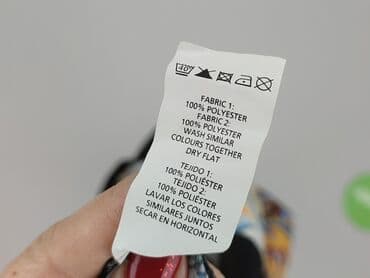 40
FABRIC 1:
100% POLYESTER
FABRIC 2:
100% POLYESTER
WASH SIMILAR
COLOURS TOGETHER
DRY FLAT
TEJIDO 1:
100% POLIÉSTER
TEJIDO 2:
100% POLIÉSTER
LAVAR LOS COLORES
SIMILARES JUNTOS
SECAR EN HORIZONTAL